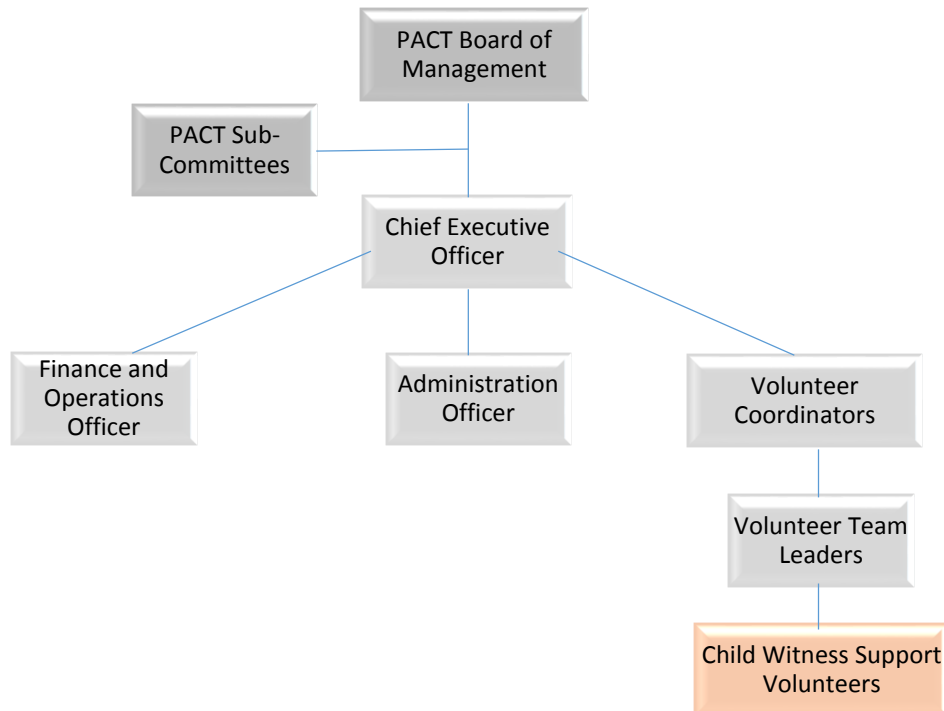 PACT Board of
Management
PACT Sub-
Committees
Chief Executive
Officer
Finance and
Operations
Officer
Administration
Officer
Volunteer
Coordinators
Volunteer Team
Leaders
Child Witness Support
Volunteers